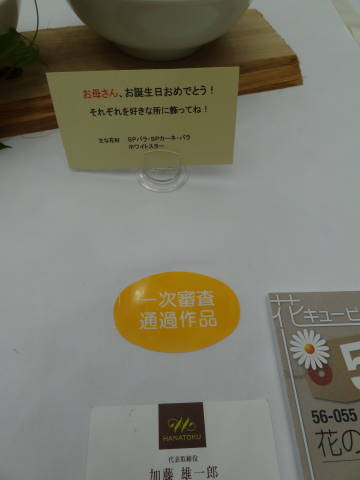 お母さん、お誕生日おめでとう！
それぞれを好きな所に飾ってね！
主な花材 SPバラ・SPカーネ・バラ
ホワイトスター
一次審査
通過作品
花キューピ
56-055
花の
HANATOKU
代表取締役
加藤 雄一郎